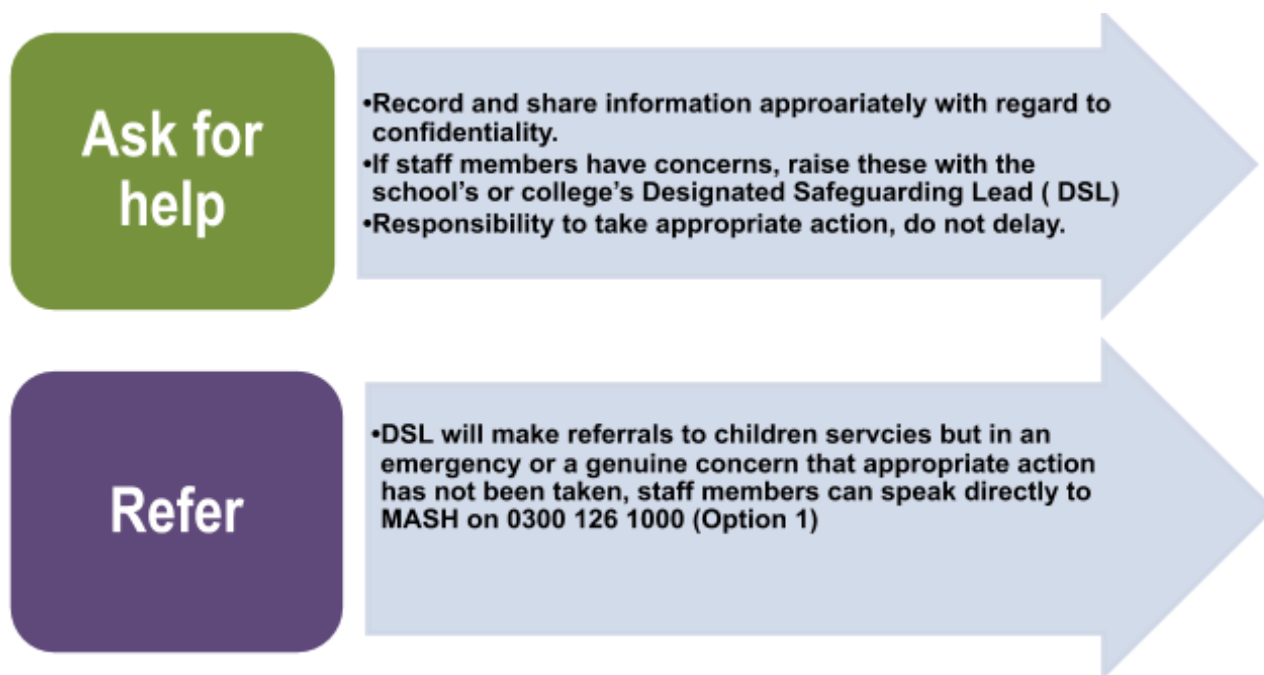 Ask for
help
•Record and share information approariately with regard to
confidentiality.
•If staff members have concerns, raise these with the
school's or college's Designated Safeguarding Lead ( DSL)
•Responsibility to take appropriate action, do not delay.
Refer
•DSL will make referrals to children servcies but in an
emergency or a genuine concern that appropriate action
has not been taken, staff members can speak directly to
MASH on 0300 126 1000 (Option 1)